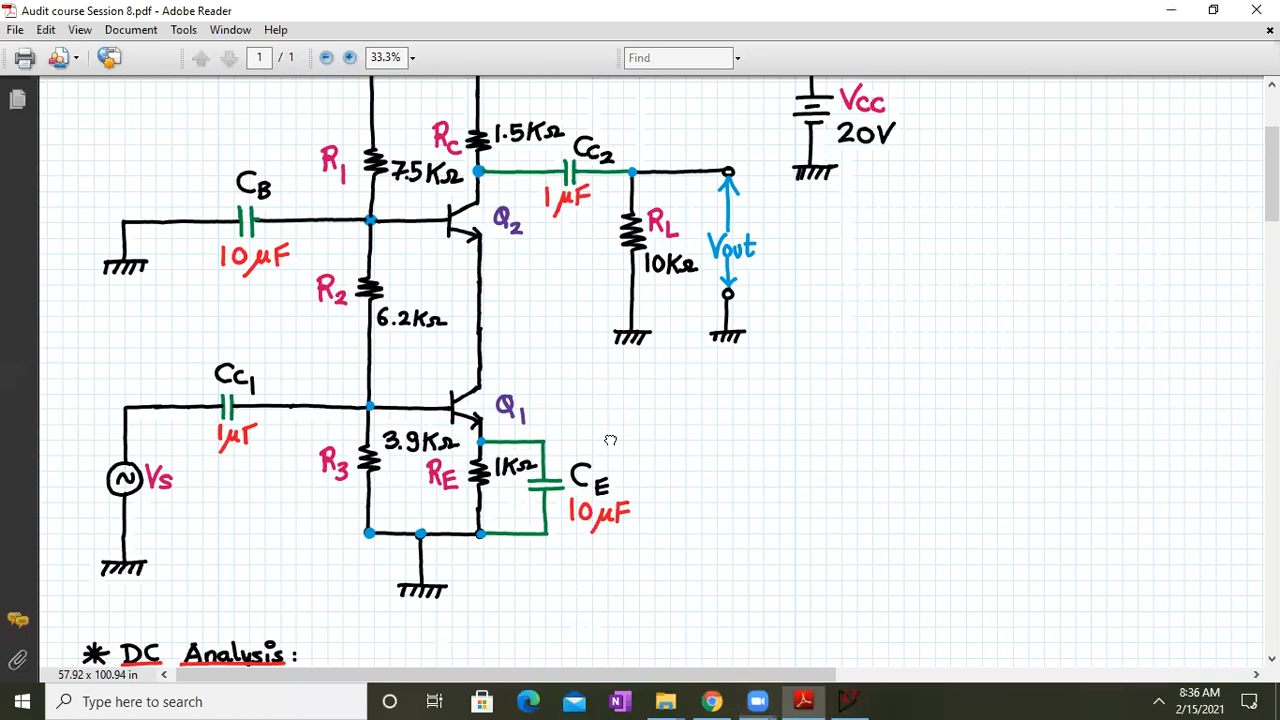 Audit course Session 8.pdf - Adobe Reader
File Edit View Document Tools Window Help
1 / 1 33.3% Find
VCC
20V
RC 1.5KΩ
CC2
1μF
R1 7.5KΩ
CB
10μF
Q2
RL
10KΩ
Vout
R2
6.2KΩ
CC1
1μF
Q1
3.9KΩ
R3
RE 1KΩ
CE
10μF
Vs
* DC Analysis:
57.92 x 100.94 in
Type here to search
8:36 AM
2/15/2021